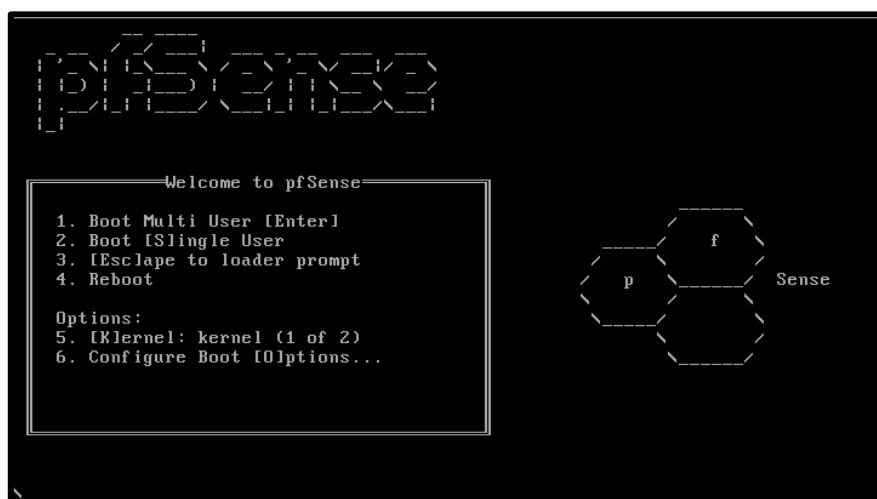 pfSense
Welcome to pfSense
1. Boot Multi User [Enter]
2. Boot [S]ingle User
3. [Esc]ape to loader prompt
4. Reboot
Options:
5. [K]ernel: kernel (1 of 2)
6. Configure Boot [O]ptions...
f
p
Sense